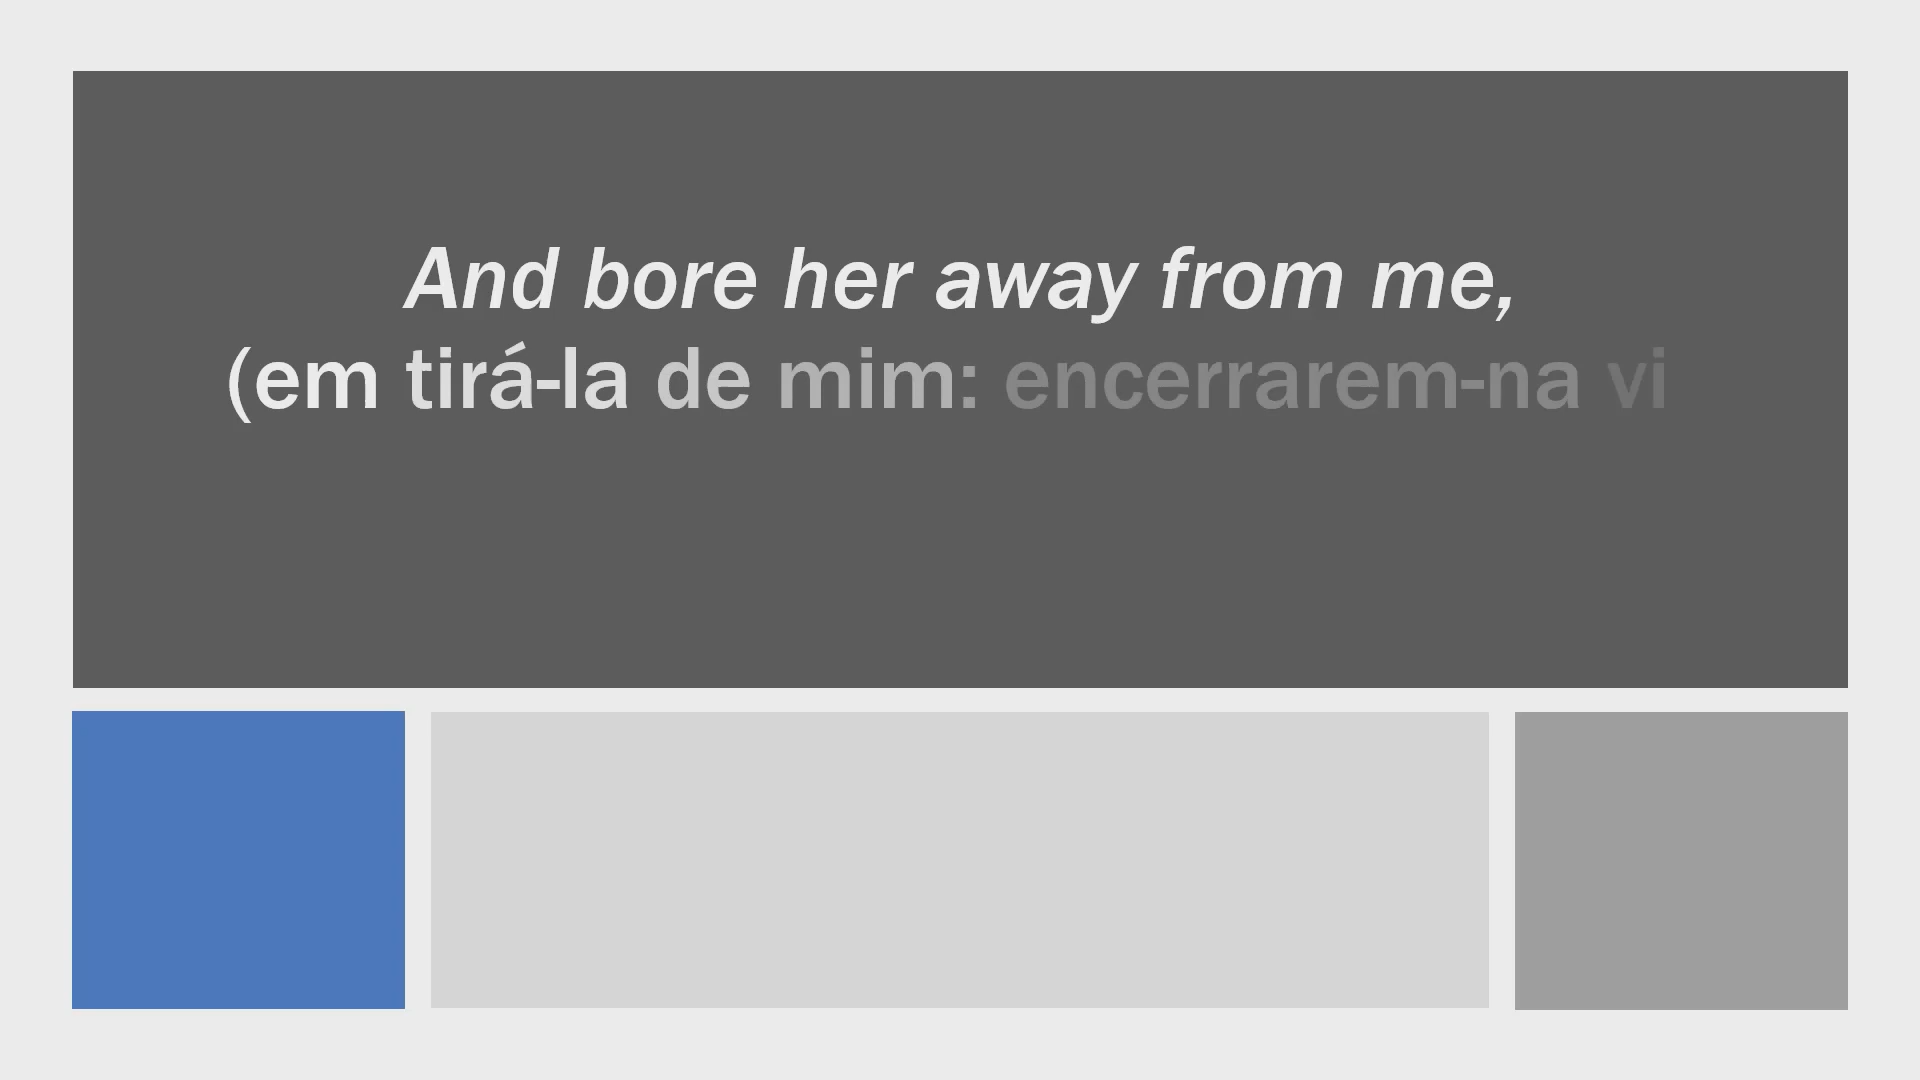 And bore her away from me,
(em tirá-la de mim: encerrarem-na vi